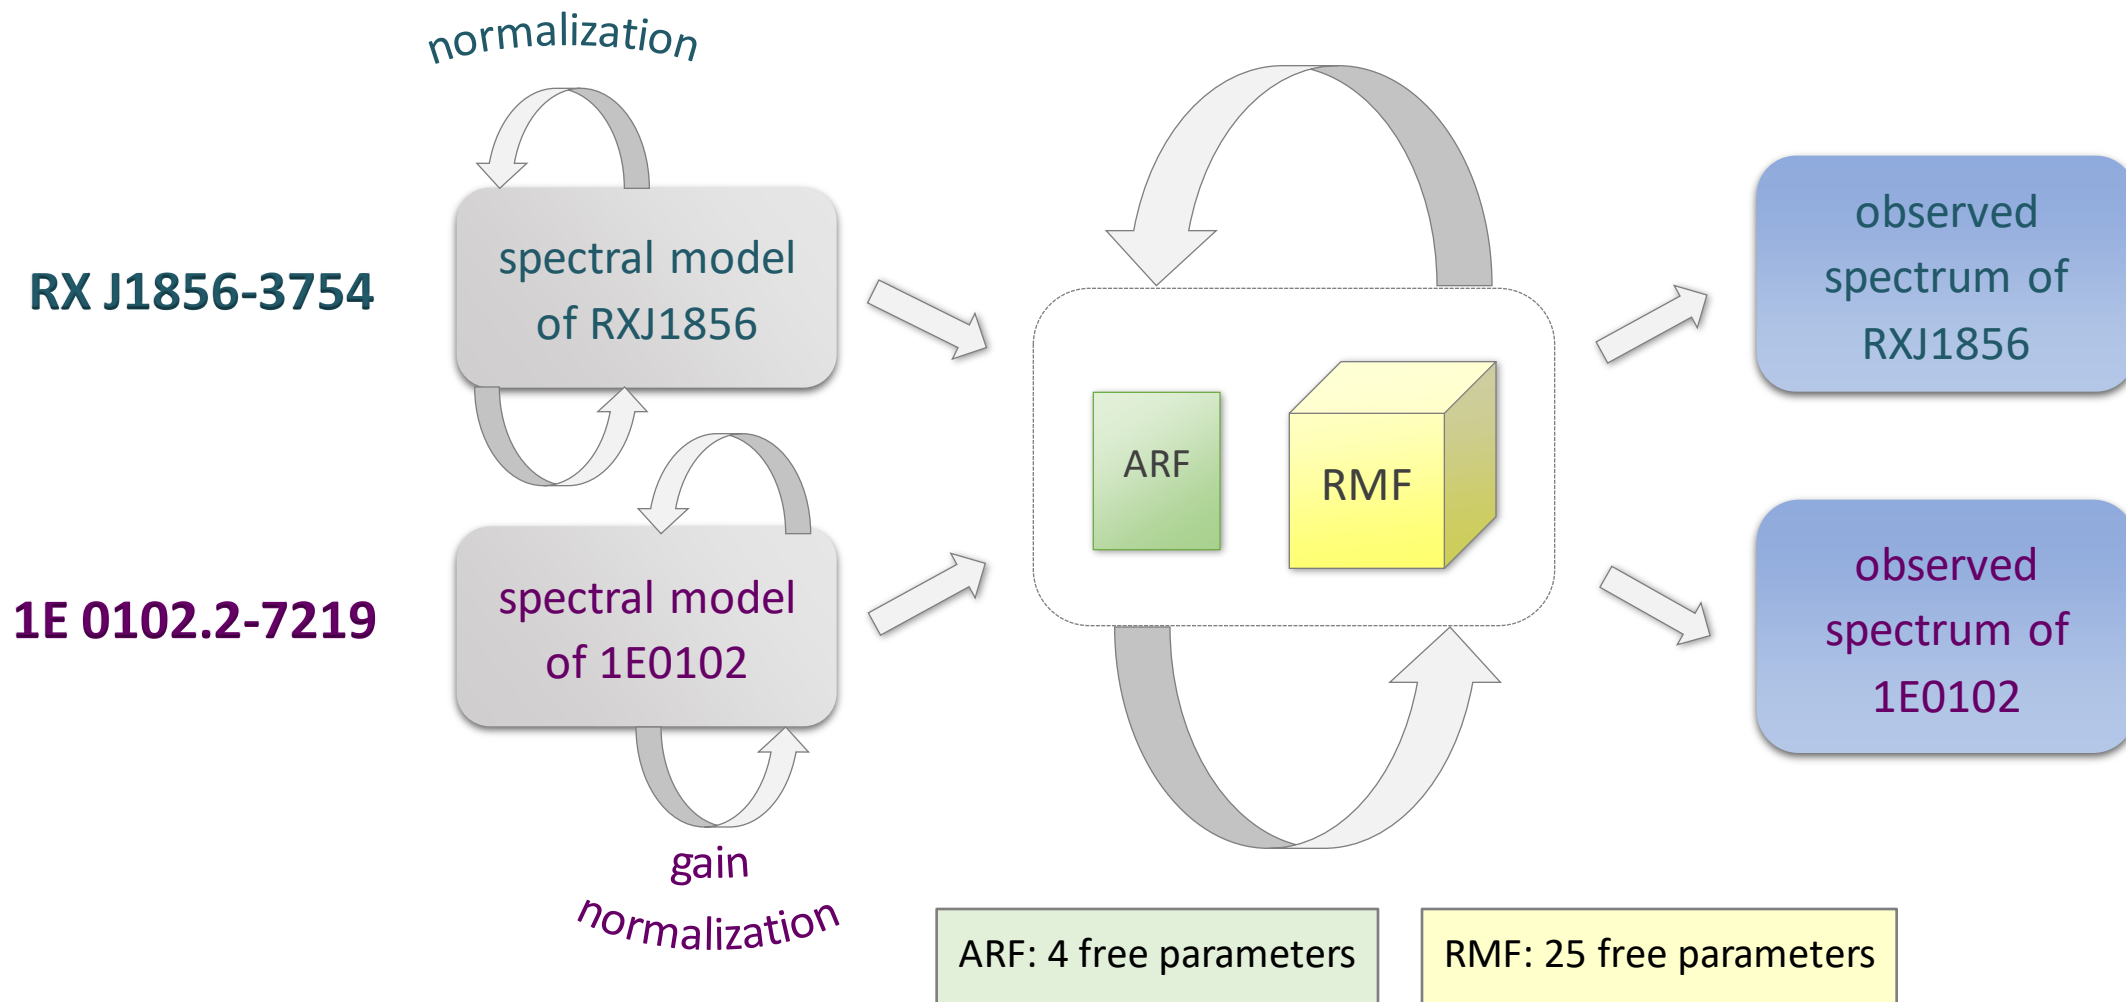 normalization
RX J1856-3754
spectral model
of RXJ1856
observed
spectrum of
RXJ1856
ARF
RMF
1E 0102.2-7219
spectral model
of 1E0102
observed
spectrum of
1E0102
gain
normalization
ARF: 4 free parameters
RMF: 25 free parameters